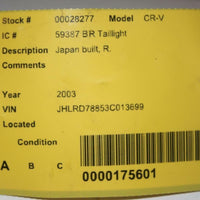 Stock # 00028277 Model CR-V
IC # 59387 BR Taillight
Description Japan built, R.
Comments
Year 2003
VIN JHLRD78853C013699
Located
Condition
A B C
0000175601